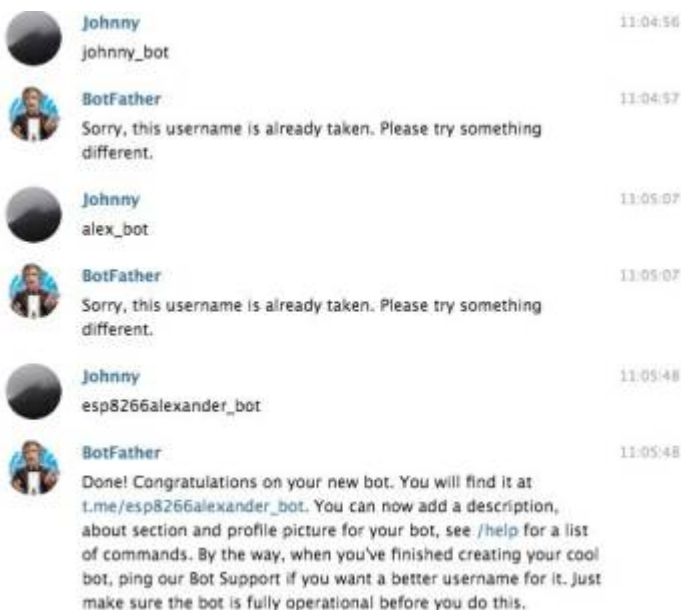 Johnny 11:04:56
johnny_bot
BotFather 11:04:57
Sorry, this username is already taken. Please try something
different.
Johnny 11:05:07
alex_bot
BotFather 11:05:07
Sorry, this username is already taken. Please try something
different.
Johnny 11:05:48
esp8266alexander_bot
BotFather 11:05:48
Done! Congratulations on your new bot. You will find it at
t.me/esp8266alexander_bot. You can now add a description,
about section and profile picture for your bot, see /help for a list
of commands. By the way, when you've finished creating your cool
bot, ping our Bot Support if you want a better username for it. Just
make sure the bot is fully operational before you do this.